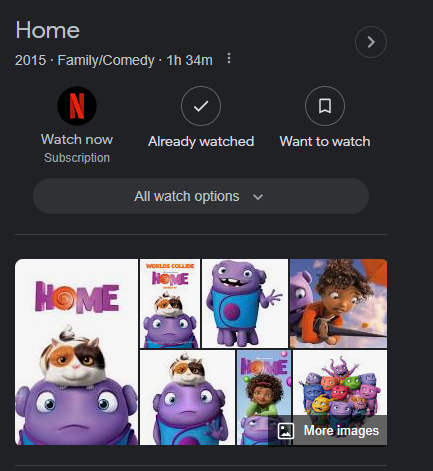 Home
2015 · Family/Comedy · 1h 34m
N
Watch now
Subscription
Already watched
Want to watch
All watch options
HOME
WORLDS COLLIDE
HOME
HOME
More images